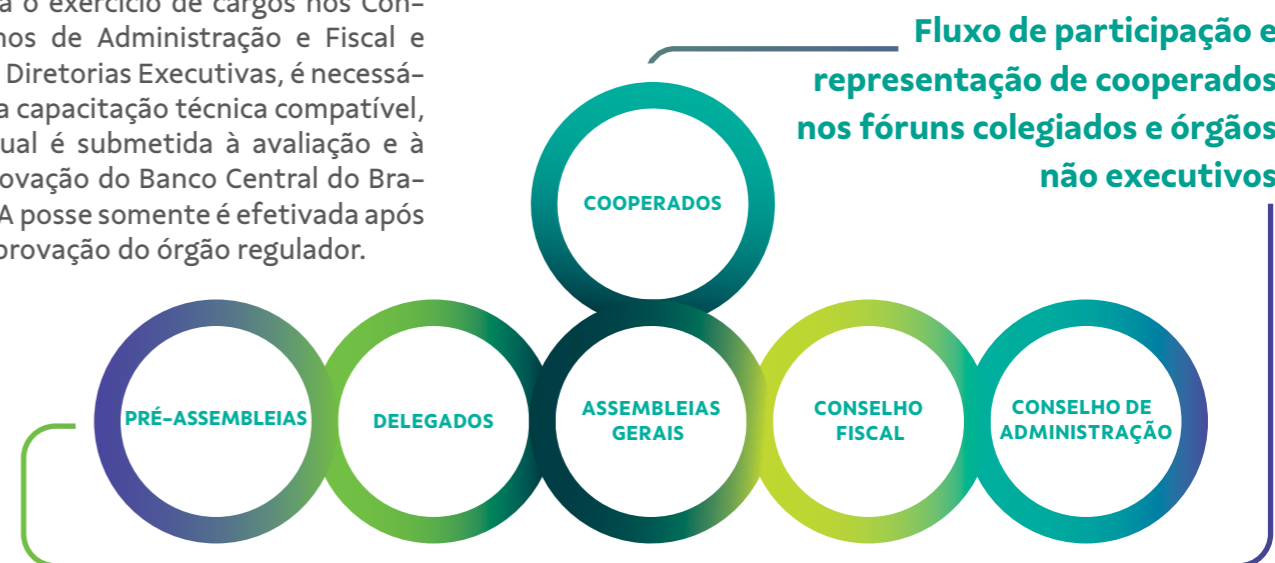 a o exercício de cargos nos Con-
nos de Administração e Fiscal e
Diretorias Executivas, é necessá-
a capacitação técnica compatível,
ual é submetida à avaliação e à
ovação do Banco Central do Bra-
A posse somente é efetivada após
provação do órgão regulador.
Fluxo de participação e
representação de cooperados
nos fóruns colegiados e órgãos
não executivos
COOPERADOS
PRÉ-ASSEMBLEIAS
DELEGADOS
ASSEMBLEIAS
GERAIS
CONSELHO
FISCAL
CONSELHO DE
ADMINISTRAÇÃO